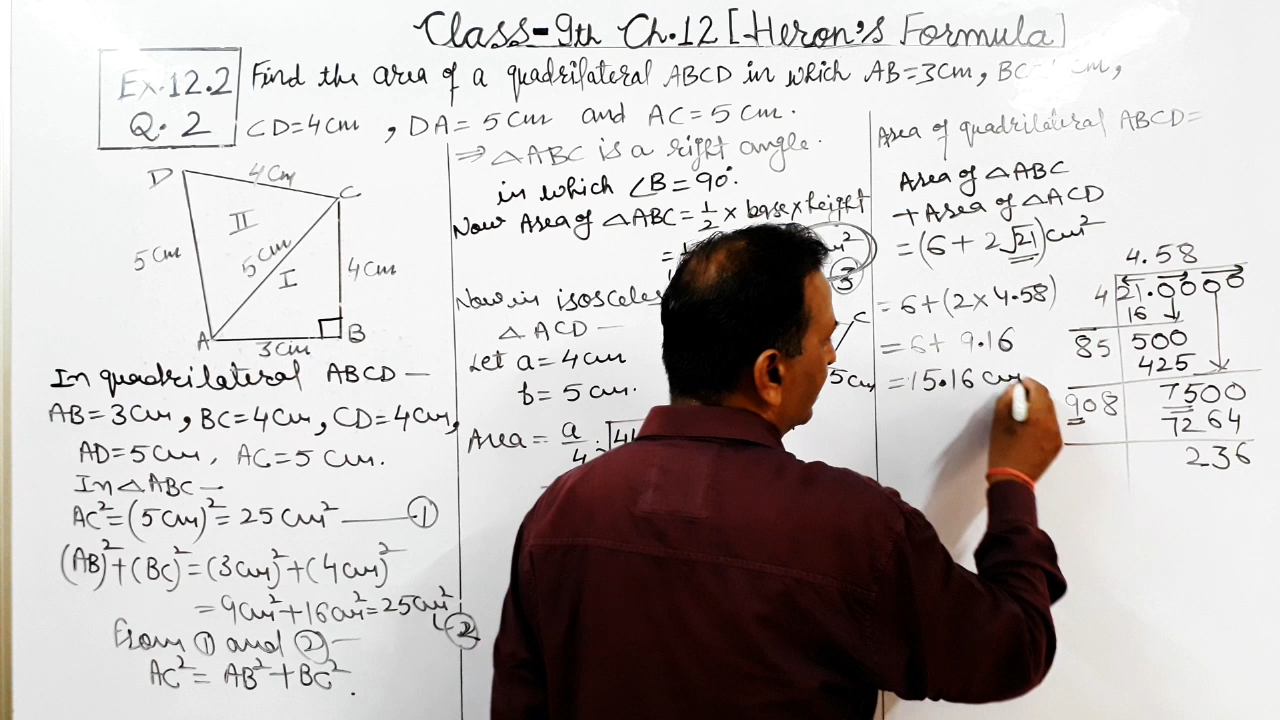 Class-9th Ch.12 [Heron's Formula]
Ex.12.2
Q. 2
Find the area of a quadrilateral ABCD in which AB=3cm, BC= cm,
CD=4cm , DA= 5cm and AC=5cm.
D
4cm
C
II
5cm
5cm
I
4cm
A
3cm
B
In quadrilateral ABCD —
AB=3cm, BC=4cm, CD=4cm,
AD=5cm, AC=5cm.
In △ABC —
AC²=(5cm)²=25cm² —— ①
(AB)²+(BC)²=(3cm)²+(4cm)²
=9cm²+16cm²=25cm²
②
From ① and ② —
AC²= AB²+BC².
⇒ △ABC is a right angle.
in which ∠B=90°.
Now Area of △ABC=½ × base×height
=
cm²
③
Now in isosceles
△ ACD —
Let a=4cm
b=5cm.
Area= a/4
C
5cm
Area of quadrilateral ABCD=
Area of △ABC
+ Area of △ACD
=(6+2√21)cm²
=6+(2×4.58)
=6+9.16
=15.16cm
4.58
4 21.0000
16
85 500
425
908 7500
7264
236